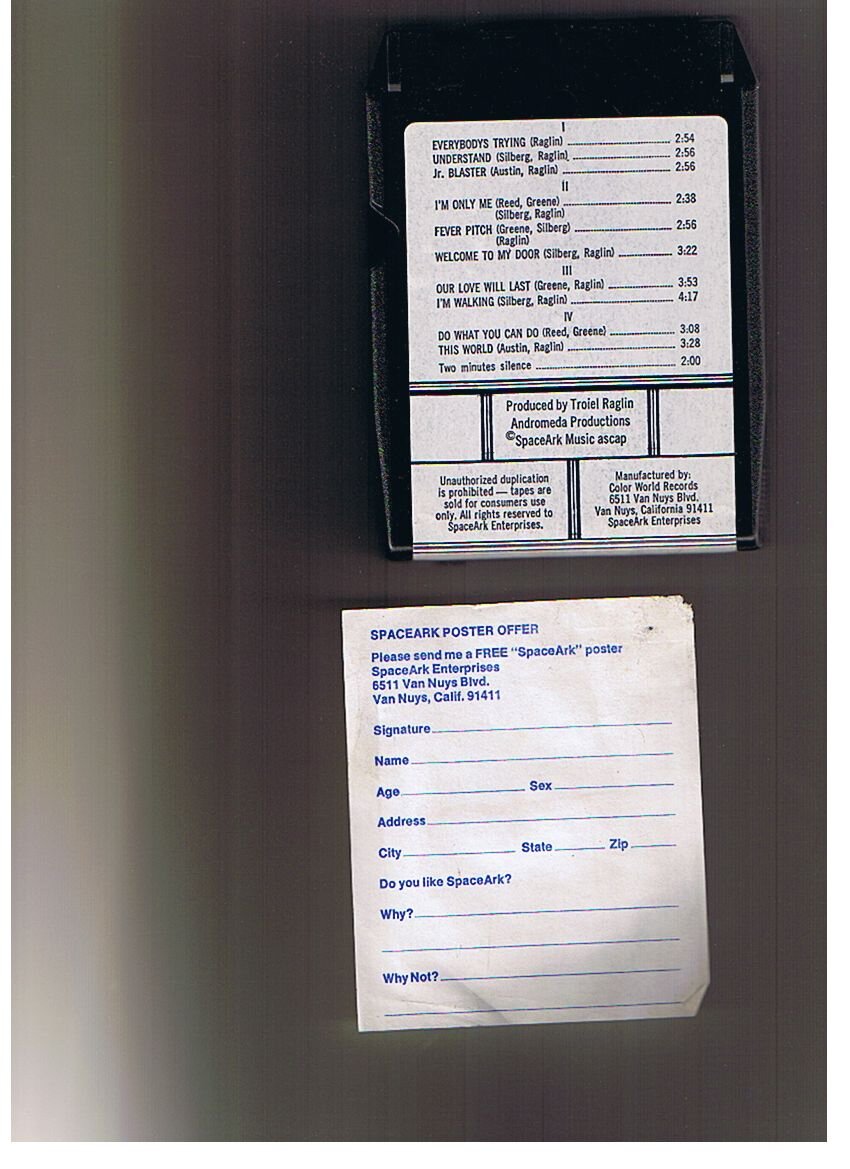 I
EVERYBODYS TRYING (Raglin) 2:54
UNDERSTAND (Silberg, Raglin) 2:56
Jr. BLASTER (Austin, Raglin) 2:56
II
I'M ONLY ME (Reed, Greene) 2:38
(Silberg, Raglin)
FEVER PITCH (Greene, Silberg) 2:56
(Raglin)
WELCOME TO MY DOOR (Silberg, Raglin) 3:22
III
OUR LOVE WILL LAST (Greene, Raglin) 3:53
I'M WALKING (Silberg, Raglin) 4:17
IV
DO WHAT YOU CAN DO (Reed, Greene) 3:08
THIS WORLD (Austin, Raglin) 3:28
Two minutes silence 2:00
Produced by Troiel Raglin
Andromeda Productions
©SpaceArk Music ascap
Unauthorized duplication
is prohibited — tapes are
sold for consumers use
only. All rights reserved to
SpaceArk Enterprises.
Manufactured by:
Color World Records
6511 Van Nuys Blvd.
Van Nuys, California 91411
SpaceArk Enterprises
SPACEARK POSTER OFFER
Please send me a FREE "SpaceArk" poster
SpaceArk Enterprises
6511 Van Nuys Blvd.
Van Nuys, Calif. 91411
Signature
Name
Age Sex
Address
City State Zip
Do you like SpaceArk?
Why?
Why Not?